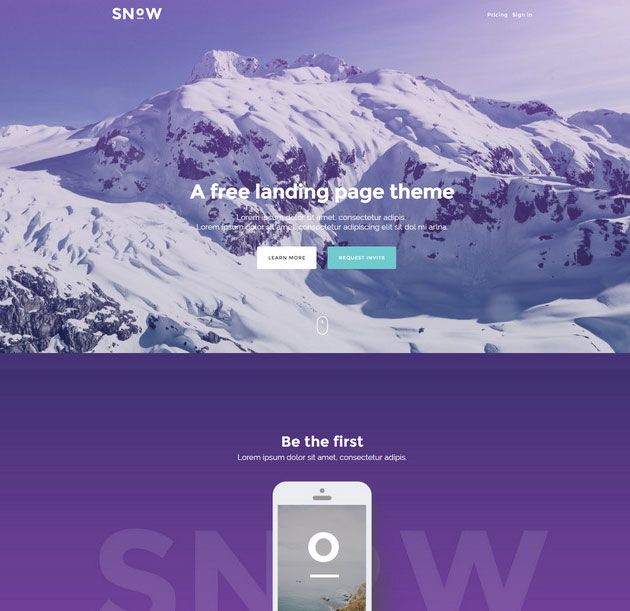 SNOW
Pricing Sign in
A free landing page theme
Lorem ipsum dolor sit amet, consectetur adipis.
Lorem ipsum dolor sit amet, consectetur adipiscing elit sit dol mi arina.
LEARN MORE
REQUEST INVITE
Be the first
Lorem ipsum dolor sit amet, consectetur adipis.
SNOW
O